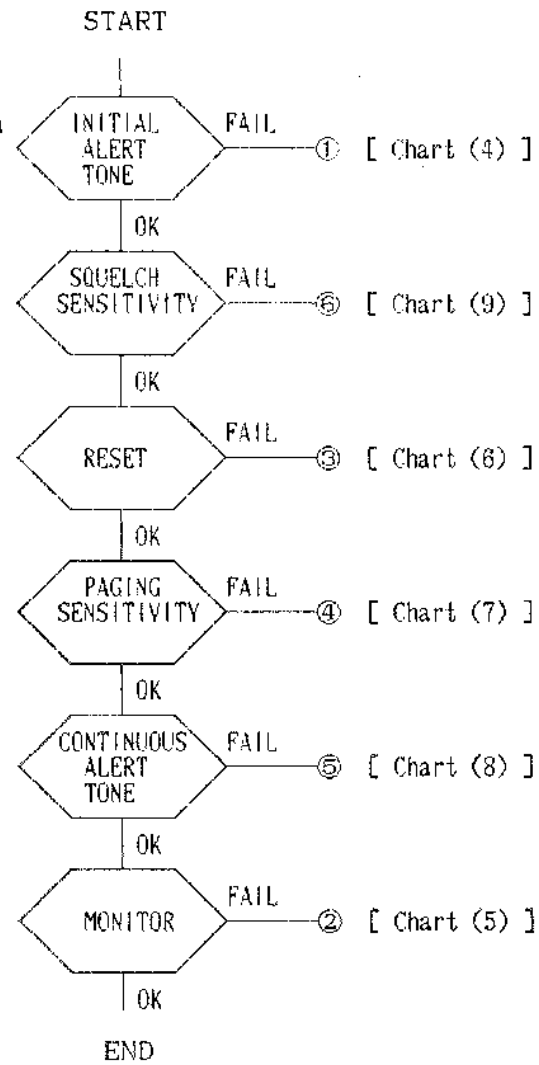 START
INITIAL
ALERT
TONE
FAIL
① [ Chart (4) ]
OK
SQUELCH
SENSITIVITY
FAIL
⑥ [ Chart (9) ]
OK
RESET
FAIL
③ [ Chart (6) ]
OK
PAGING
SENSITIVITY
FAIL
④ [ Chart (7) ]
OK
CONTINUOUS
ALERT
TONE
FAIL
⑤ [ Chart (8) ]
OK
MONITOR
FAIL
② [ Chart (5) ]
OK
END